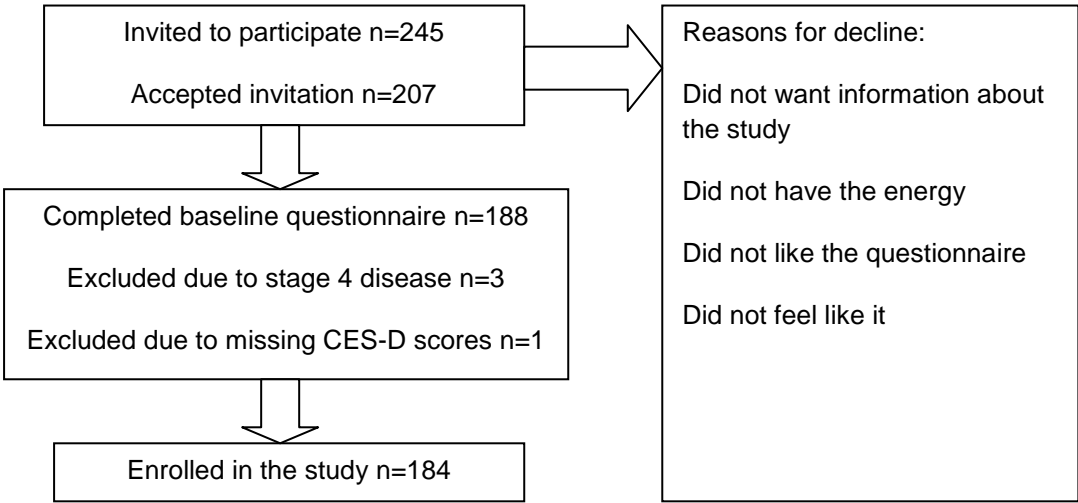 Invited to participate n=245
Accepted invitation n=207
Reasons for decline:
Did not want information about
the study
Did not have the energy
Did not like the questionnaire
Did not feel like it
Completed baseline questionnaire n=188
Excluded due to stage 4 disease n=3
Excluded due to missing CES-D scores n=1
Enrolled in the study n=184